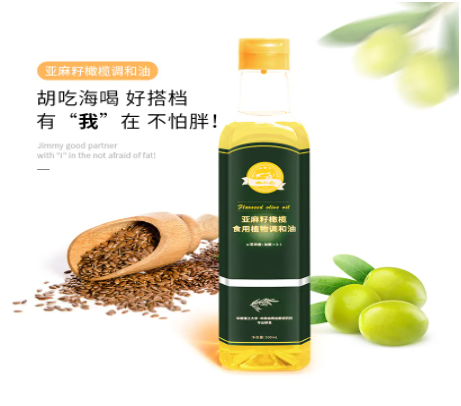 亚麻籽橄榄调和油
胡吃海喝 好搭档
有“我”在 不怕胖！
Jimmy good partner
with "I" in the not afraid of fat)
Flaxseed olive oil
亚麻籽橄榄
食用植物调和油